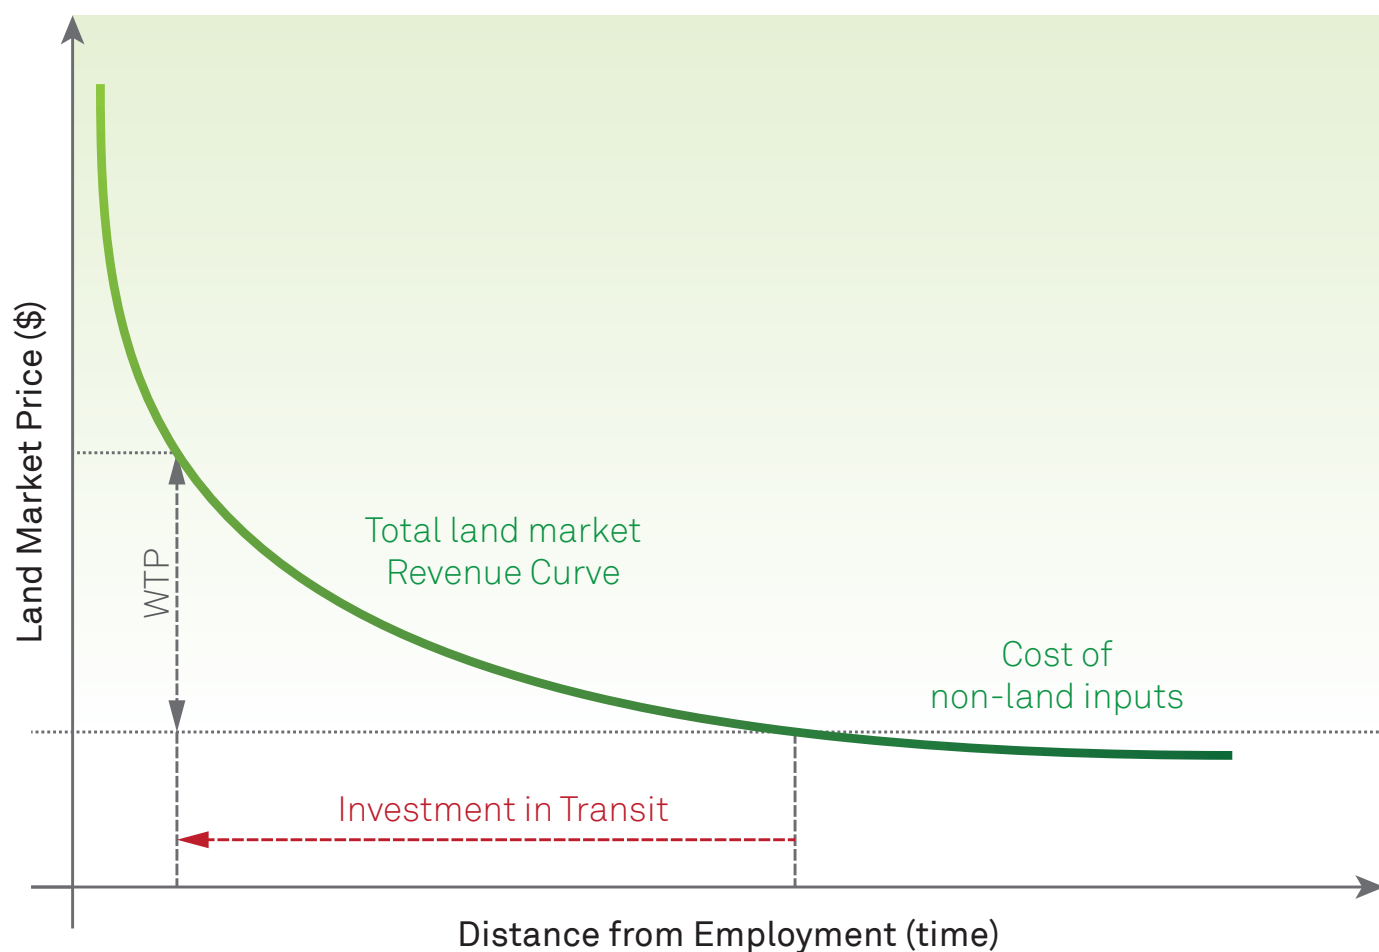 Land Market Price ($)
WTP
Total land market
Revenue Curve
Cost of
non-land inputs
Investment in Transit
Distance from Employment (time)